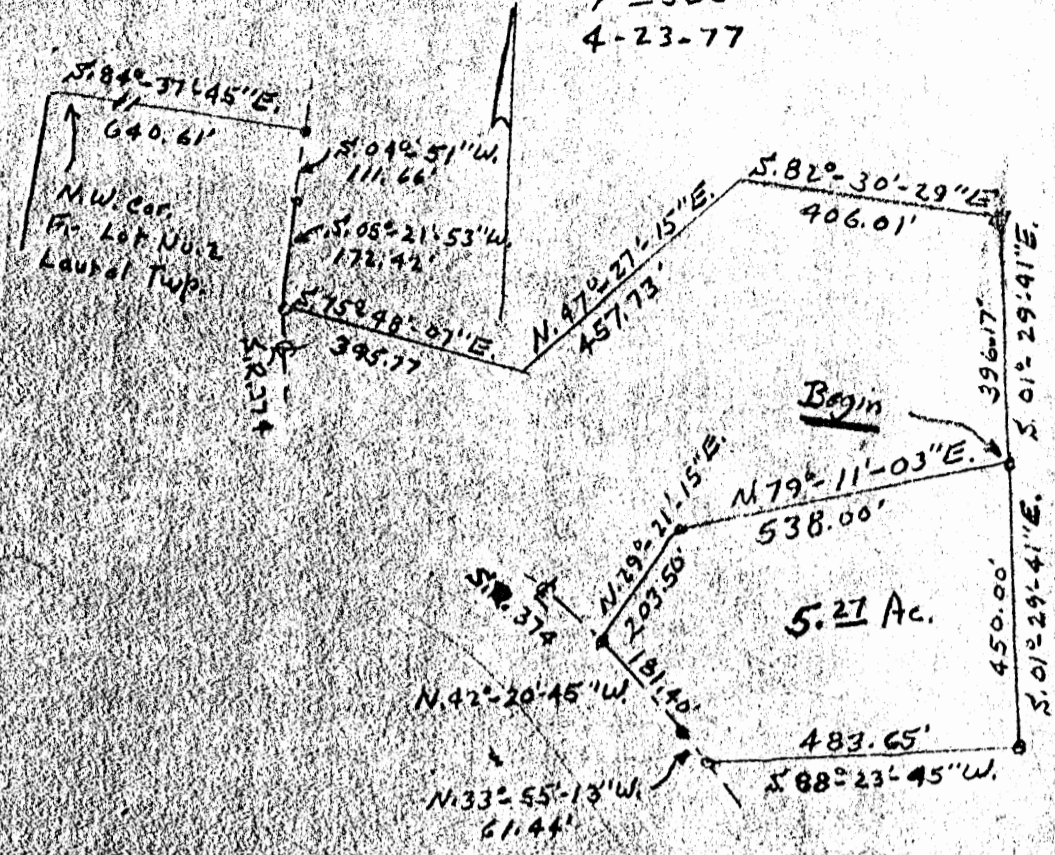 4-23-77
S. 84°-37'-45" E.
640.61'
S. 04°-51" W.
111.66'
N.W. Cor.
Fr. Lot No. 2
Laurel Twp.
S. 08°-21'-53" W.
172.42'
S 75°-48'-07" E.
395.77
S.R. 374
N. 47°-27'-15" E.
457.73'
S. 82°-30'-29" E.
406.01'
396.17'
S. 01°-29'-41" E.
Begin
N. 79°-11'-03" E.
538.00'
N. 29°-21'-15" E.
203.50'
S.R. 374
5.27 Ac.
450.00'
S. 01°-29'-41" E.
181.40'
N. 42°-20'-45" W.
483.65'
S 88°-23'-45" W.
N. 33°-55'-13" W.
61.44'